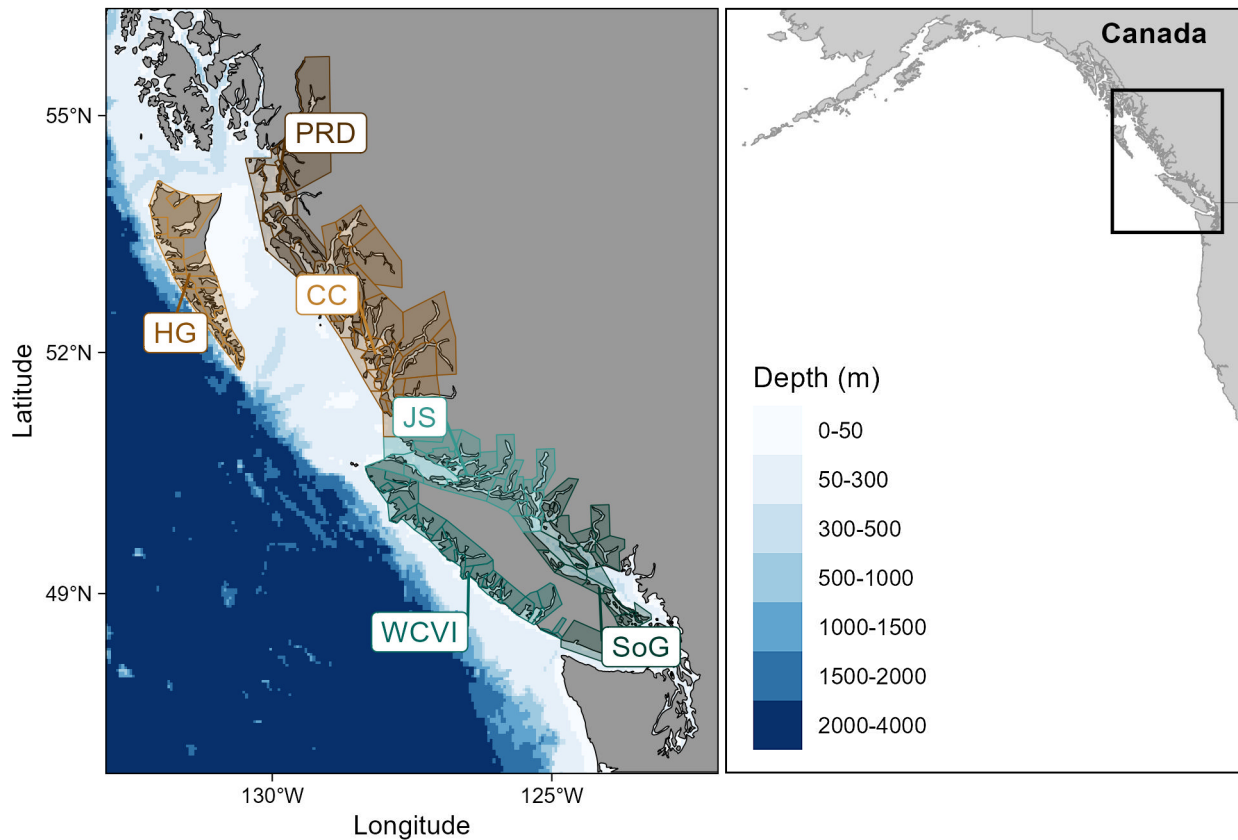 PRD
CC
HG
JS
WCVI
SoG
55°N
52°N
49°N
Latitude
130°W
125°W
Longitude
Canada
Depth (m)
0-50
50-300
300-500
500-1000
1000-1500
1500-2000
2000-4000